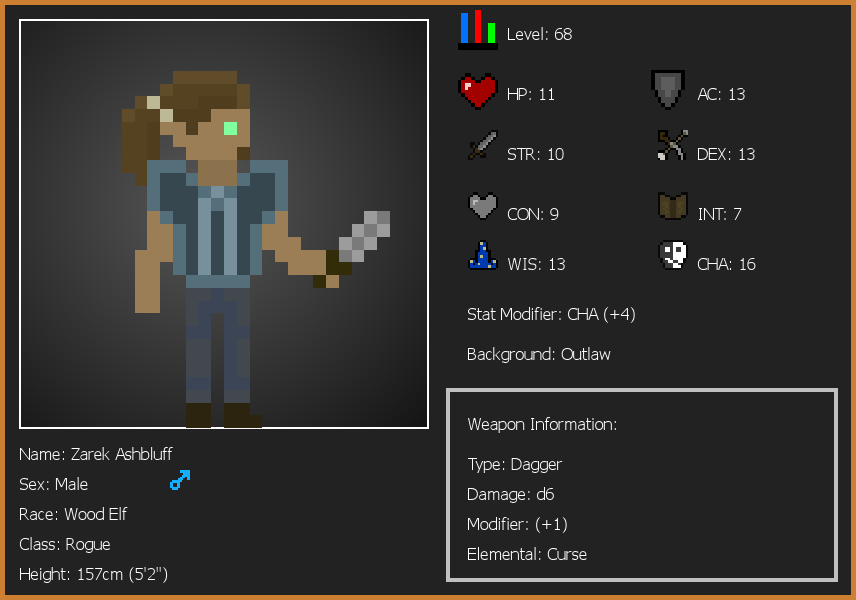 Level: 68
HP: 11
AC: 13
STR: 10
DEX: 13
CON: 9
INT: 7
WIS: 13
CHA: 16
Stat Modifier: CHA (+4)
Background: Outlaw
Weapon Information:
Type: Dagger
Damage: d6
Modifier: (+1)
Elemental: Curse
Name: Zarek Ashbluff
Sex: Male
Race: Wood Elf
Class: Rogue
Height: 157cm (5'2")